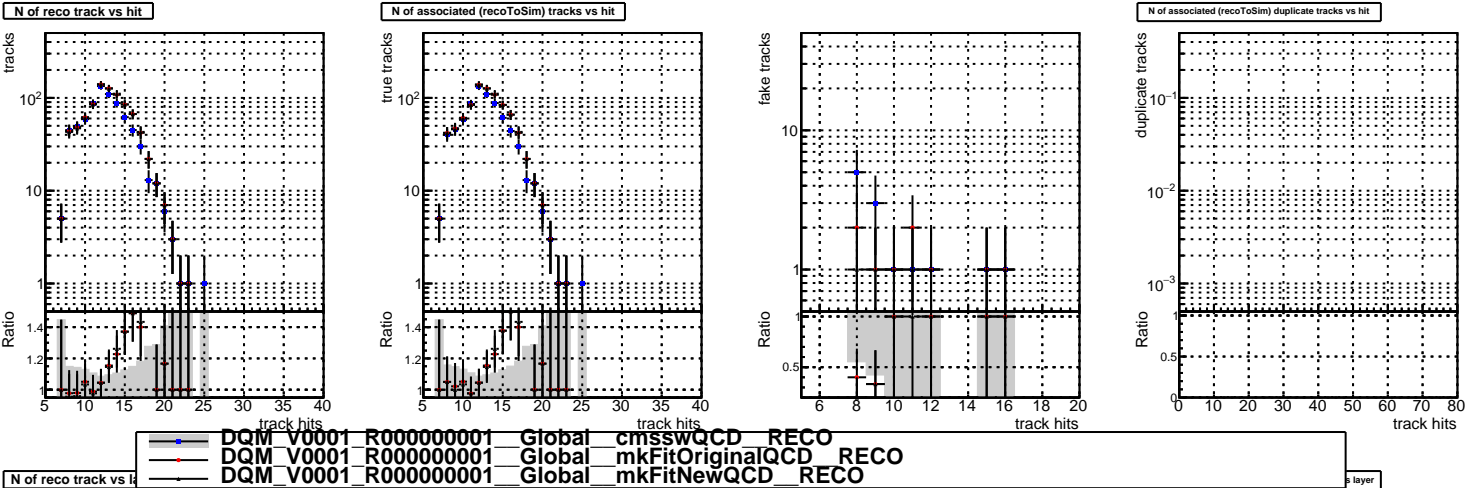 N of reco track vs hit
N of associated (recoToSim) tracks vs hit
N of associated (recoToSim) duplicate tracks vs hit
tracks
10²
10
1
Ratio
1.4
1.2
1
5 10 15 20 25 30 35 40
track hits
true tracks
10²
10
1
Ratio
1.4
1.2
1
5 10 15 20 25 30 35 40
track hits
fake tracks
10
1
Ratio
1
0.5
6 8 10 12 14 16 18 20
track hits
duplicate tracks
10⁻¹
10⁻²
10⁻³
Ratio
1
0.5
0
0 10 20 30 40 50 60 70 80
track hits
DQM_V0001_R000000001__Global__cmsswQCD__RECO
DQM_V0001_R000000001__Global__mkFitOriginalQCD__RECO
DQM_V0001_R000000001__Global__mkFitNewQCD__RECO
N of reco track vs
layer